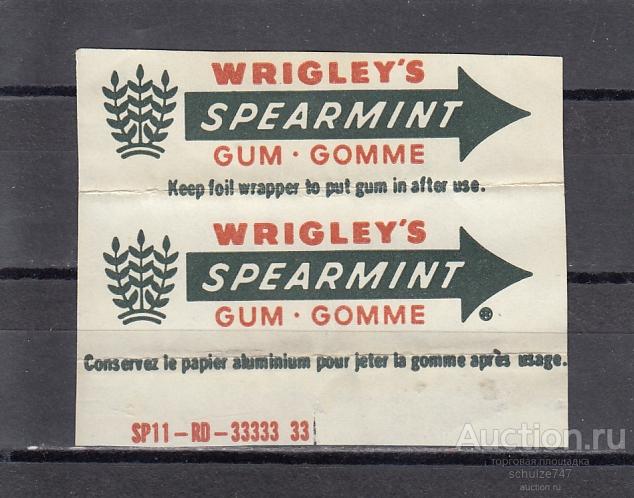 WRIGLEY'S
SPEARMINT
GUM · GOMME
Keep foil wrapper to put gum in after use.
WRIGLEY'S
SPEARMINT
GUM · GOMME
®
Conservez le papier aluminium pour jeter la gomme après usage.
SP11-RD-33333 33
Auction.ru
торговая площадка
schulze747
auction.ru